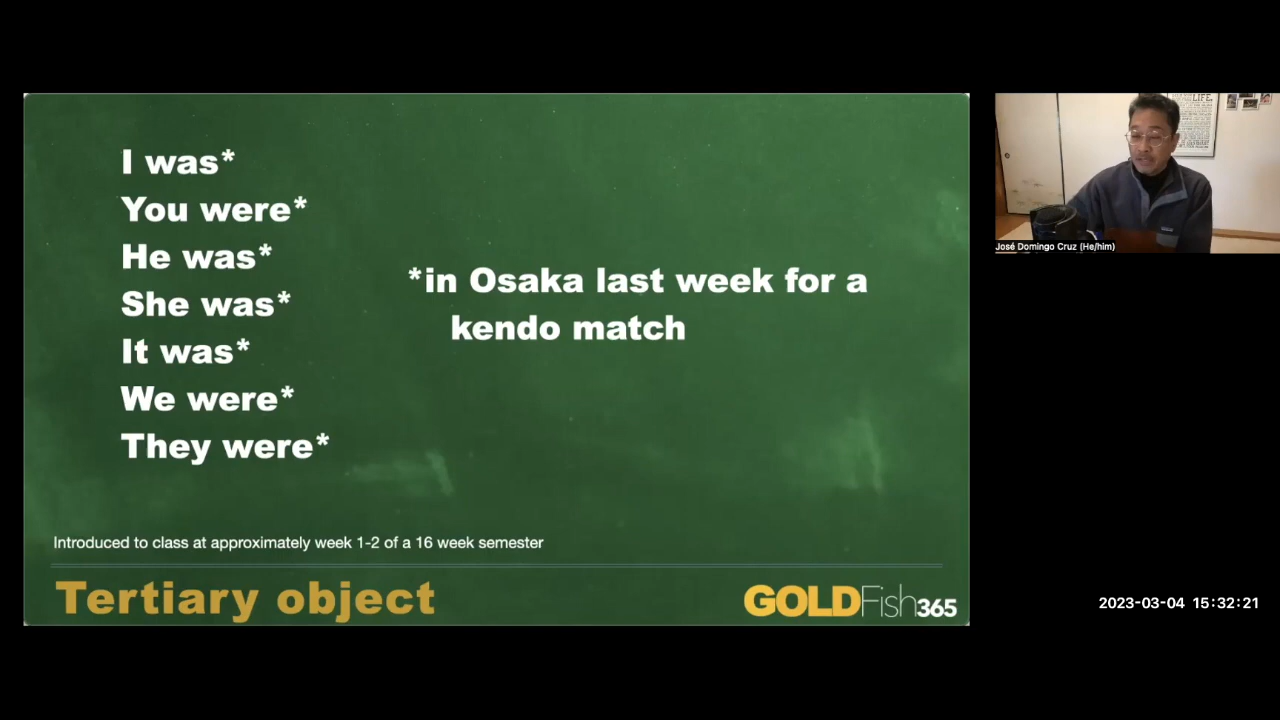 I was*
You were*
He was*
She was*
It was*
We were*
They were*
*in Osaka last week for a
kendo match
Introduced to class at approximately week 1-2 of a 16 week semester
Tertiary object
GOLDFish365
LIFE.
José Domingo Cruz (He/him)
2023-03-04 15:32:21